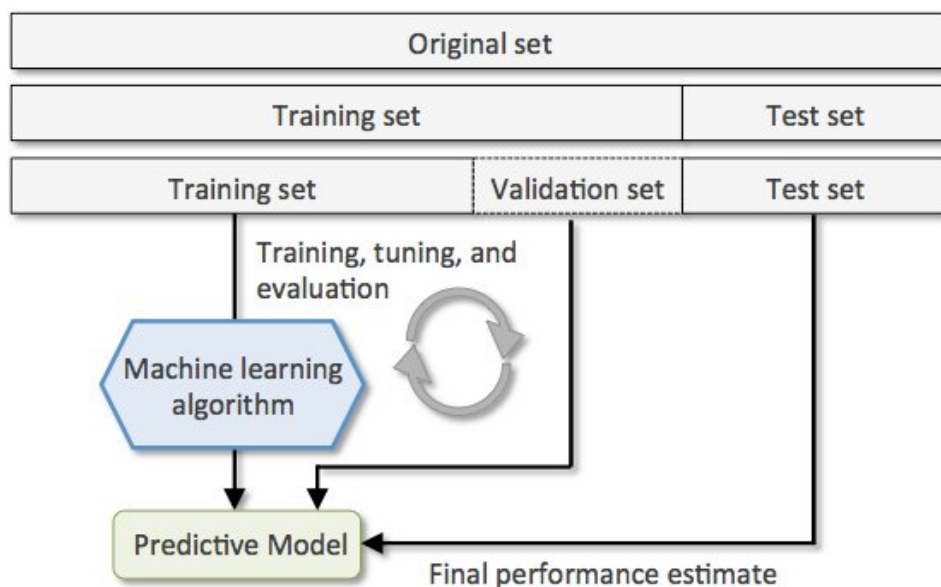 Original set
Training set
Test set
Training set
Validation set
Test set
Training, tuning, and
evaluation
Machine learning
algorithm
Predictive Model
Final performance estimate